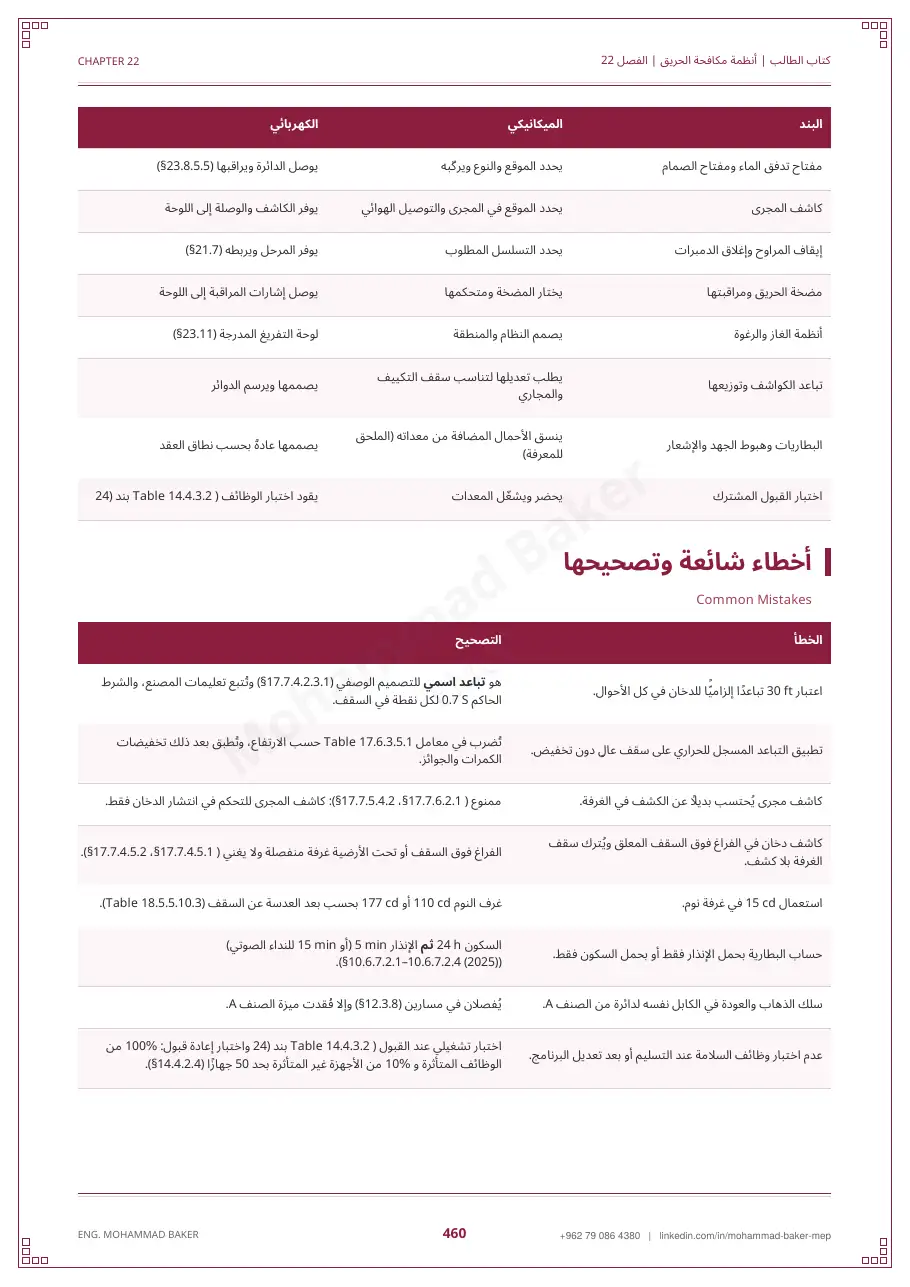 كتاب الطالب | أنظمة مكافحة الحريق | الفصل 22
CHAPTER 22
البند الميكانيكي الكهربائي
مفتاح تدفق الماء ومفتاح الصمام يحدد الموقع والنوع ويركّبه يوصل الدائرة ويراقبها (§23.8.5.5)
كاشف المجرى يحدد الموقع في المجرى والتوصيل الهوائي يوفر الكاشف والوصلة إلى اللوحة
إيقاف المراوح وإغلاق الدمبرات يحدد التسلسل المطلوب يوفر المرحل ويربطه (§21.7)
مضخة الحريق ومراقبتها يختار المضخة ومتحكمها يوصل إشارات المراقبة إلى اللوحة
أنظمة الغاز والرغوة يصمم النظام والمنطقة لوحة التفريغ المدرجة (§23.11)
تباعد الكواشف وتوزيعها يطلب تعديلها لتناسب سقف التكييف
والمجاري يصممها ويرسم الدوائر
البطاريات وهبوط الجهد والإشعار ينسق الأحمال المضافة من معداته (الملحق
للمعرفة) يصممها عادةً بحسب نطاق العقد
اختبار القبول المشترك يحضر ويشغّل المعدات يقود اختبار الوظائف ( Table 14.4.3.2 بند 24)
أخطاء شائعة وتصحيحها
Common Mistakes
الخطأ التصحيح
اعتبار 30 ft تباعدًا إلزاميًّا للدخان في كل الأحوال. هو تباعد اسمي للتصميم الوصفي (§17.7.4.2.3.1) وتُتبع تعليمات المصنع، والشرط
الحاكم 0.7 S لكل نقطة في السقف.
تطبيق التباعد المسجل للحراري على سقف عالٍ دون تخفيض. تُضرب في معامل Table 17.6.3.5.1 حسب الارتفاع، وتُطبق بعد ذلك تخفيضات
الكمرات والجوائز.
كاشف مجرى يُحتسب بديلًا عن الكشف في الغرفة. ممنوع ( §17.7.6.2.1، §17.7.5.4.2): كاشف المجرى للتحكم في انتشار الدخان فقط.
كاشف دخان في الفراغ فوق السقف المعلق ويُترك سقف
الغرفة بلا كشف. الفراغ فوق السقف أو تحت الأرضية غرفة منفصلة ولا يغني ( §17.7.4.5.1، §17.7.4.5.2).
استعمال 15 cd في غرفة نوم. غرف النوم 110 cd أو 177 cd بحسب بعد العدسة عن السقف (Table 18.5.5.10.3).
حساب البطارية بحمل الإنذار فقط أو بحمل السكون فقط. السكون 24 h ثم الإنذار 5 min (أو 15 min للنداء الصوتي)
(§10.6.7.2.1–10.6.7.2.4 (2025)).
سلك الذهاب والعودة في الكابل نفسه لدائرة من الصنف A. يُفصلان في مسارين (§12.3.8) وإلا فُقدت ميزة الصنف A.
عدم اختبار وظائف السلامة عند التسليم أو بعد تعديل البرنامج. اختبار تشغيلي عند القبول ( Table 14.4.3.2 بند 24) واختبار إعادة قبول: 100% من
الوظائف المتأثرة و 10% من الأجهزة غير المتأثرة بحد 50 جهازًا (§14.4.2.4).
Mohammad Baker
ENG. MOHAMMAD BAKER
460
+962 79 086 4380 | linkedin.com/in/mohammad-baker-mep